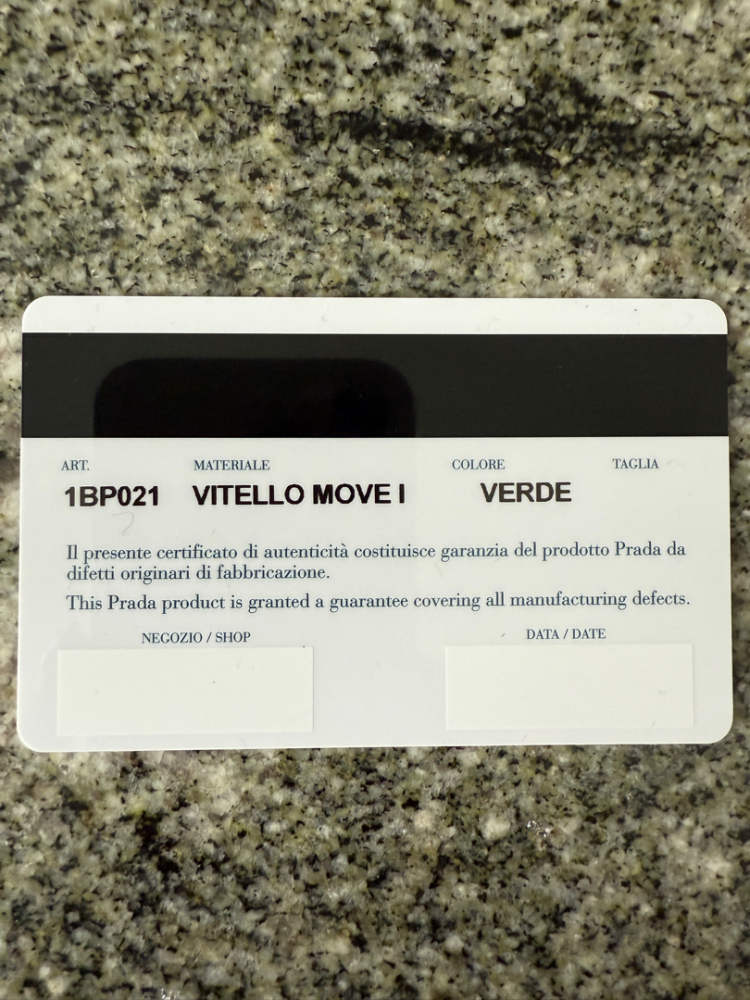 ART. MATERIALE COLORE TAGLIA
1BP021 VITELLO MOVE I VERDE
Il presente certificato di autenticità costituisce garanzia del prodotto Prada da
difetti originari di fabbricazione.
This Prada product is granted a guarantee covering all manufacturing defects.
NEGOZIO / SHOP DATA / DATE